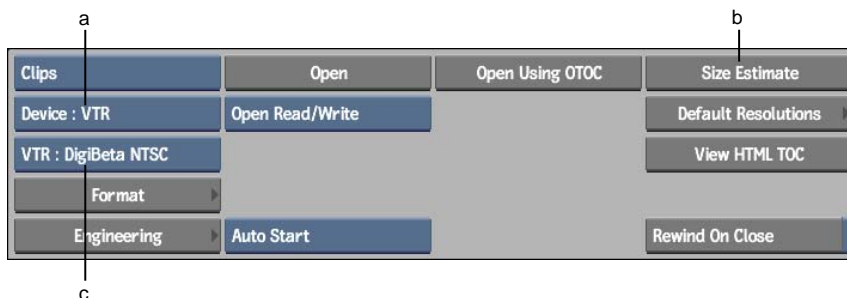 a b
Clips Open Open Using OTOC Size Estimate
Device : VTR Open Read/Write Default Resolutions
VTR : DigiBeta NTSC View HTML TOC
Format
Engineering Auto Start Rewind On Close
c